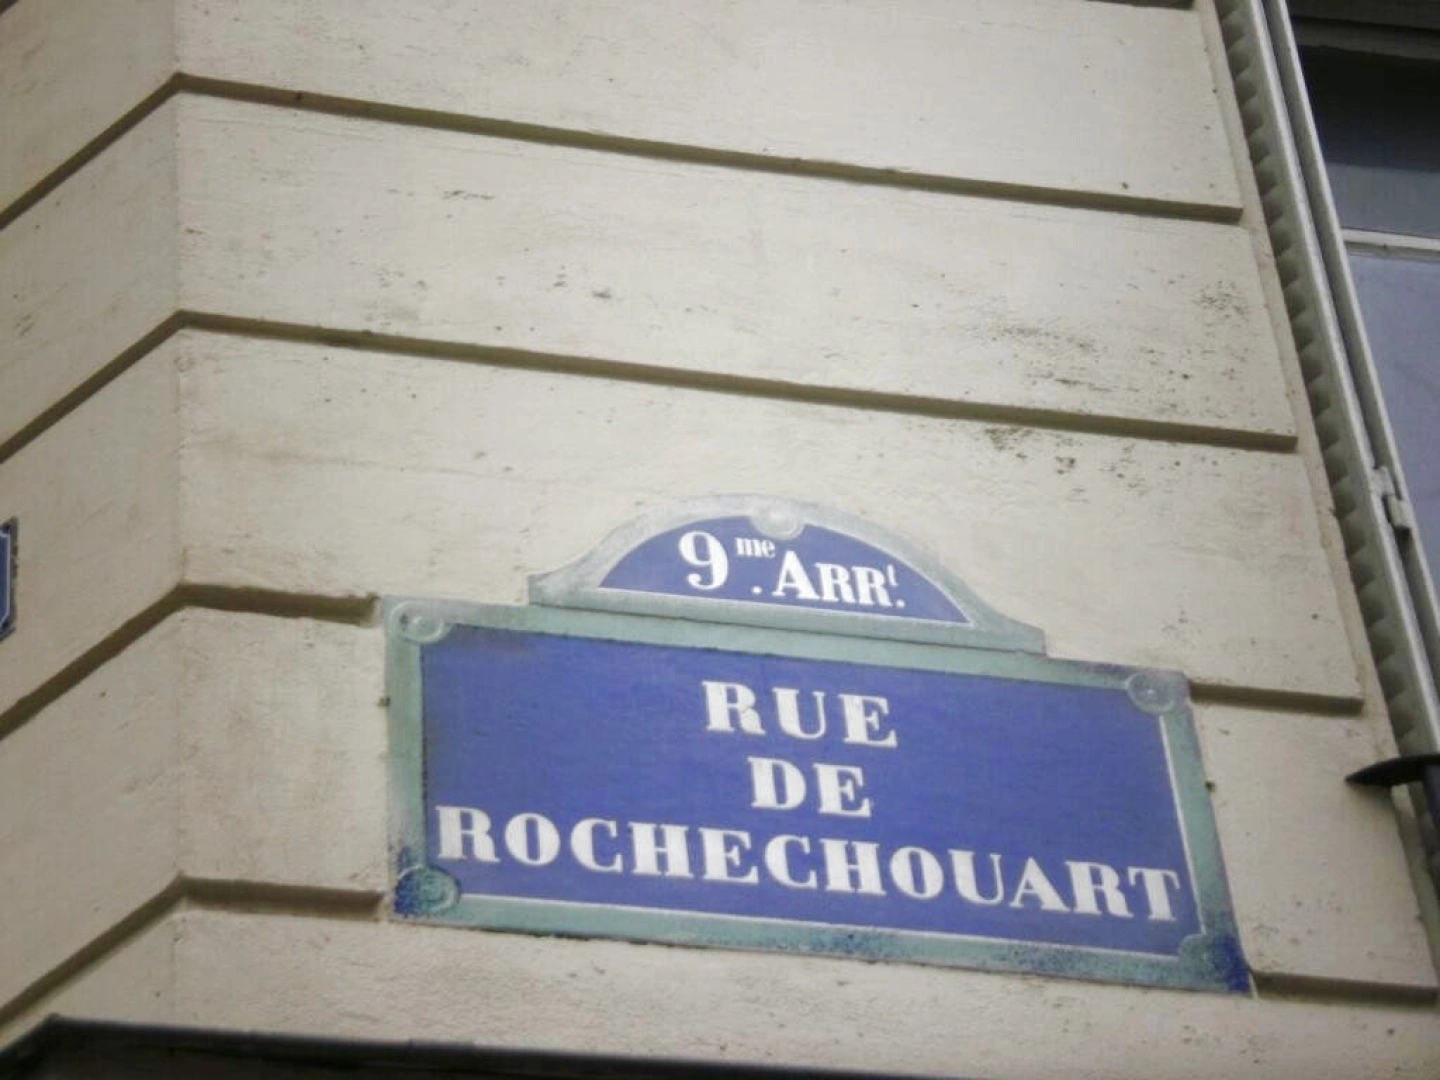 9me. ARRt.
RUE
DE
ROCHECHOUART